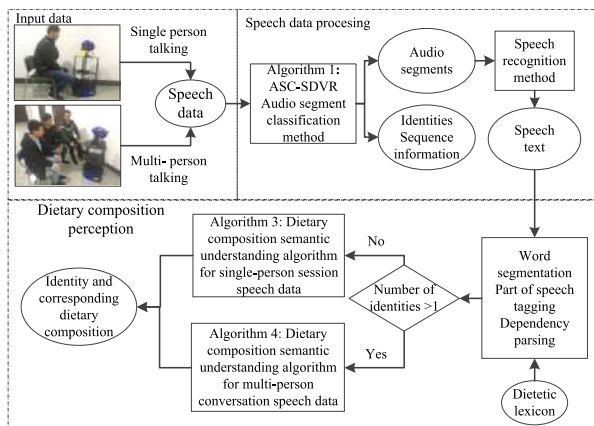 Input data
Single person
talking
Speech
data
Multi- person
talking
Speech data procesing
Algorithm 1:
ASC-SDVR
Audio segment
classification
method
Audio
segments
Identities
Sequence
information
Speech
recognition
method
Speech
text
Dietary composition
perception
Identity and
corresponding
dietary
composition
Algorithm 3: Dietary
composition semantic
understanding algorithm
for single-person session
speech data
Algorithm 4: Dietary
composition semantic
understanding algorithm
for multi-person
conversation speech data
No
Number of
identities >1
Yes
Word
segmentation
Part of speech
tagging
Dependency
parsing
Dietetic
lexicon